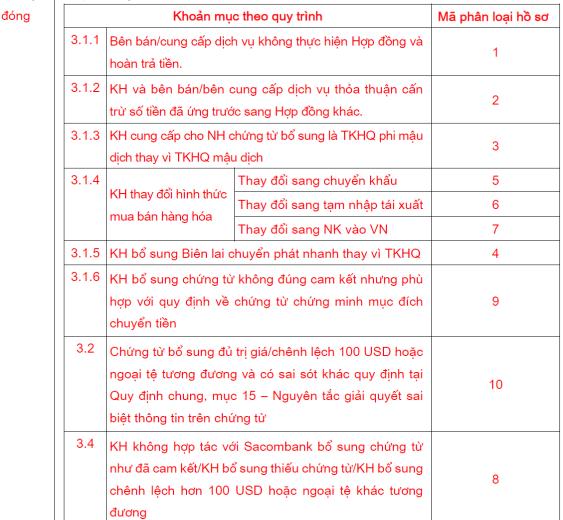 đóng
Khoản mục theo quy trình Mã phân loại hồ sơ
3.1.1 Bên bán/cung cấp dịch vụ không thực hiện Hợp đồng và
hoàn trả tiền.
1
3.1.2 KH và bên bán/bên cung cấp dịch vụ thỏa thuận cấn
trừ số tiền đã ứng trước sang Hợp đồng khác.
2
3.1.3 KH cung cấp cho NH chứng từ bổ sung là TKHQ phi mậu
dịch thay vì TKHQ mậu dịch
3
3.1.4 KH thay đổi hình thức
mua bán hàng hóa
Thay đổi sang chuyển khẩu 5
Thay đổi sang tạm nhập tái xuất 6
Thay đổi sang NK vào VN 7
3.1.5 KH bổ sung Biên lai chuyển phát nhanh thay vì TKHQ 4
3.1.6 KH bổ sung chứng từ không đúng cam kết nhưng phù
hợp với quy định về chứng từ chứng minh mục đích
chuyển tiền
9
3.2 Chứng từ bổ sung đủ trị giá/chênh lệch 100 USD hoặc
ngoại tệ tương đương và có sai sót khác quy định tại
Quy định chung, mục 15 – Nguyên tắc giải quyết sai
biệt thông tin trên chứng từ
10
3.4 KH không hợp tác với Sacombank bổ sung chứng từ
như đã cam kết/KH bổ sung thiếu chứng từ/KH bổ sung
chênh lệch hơn 100 USD hoặc ngoại tệ khác tương
đương
8